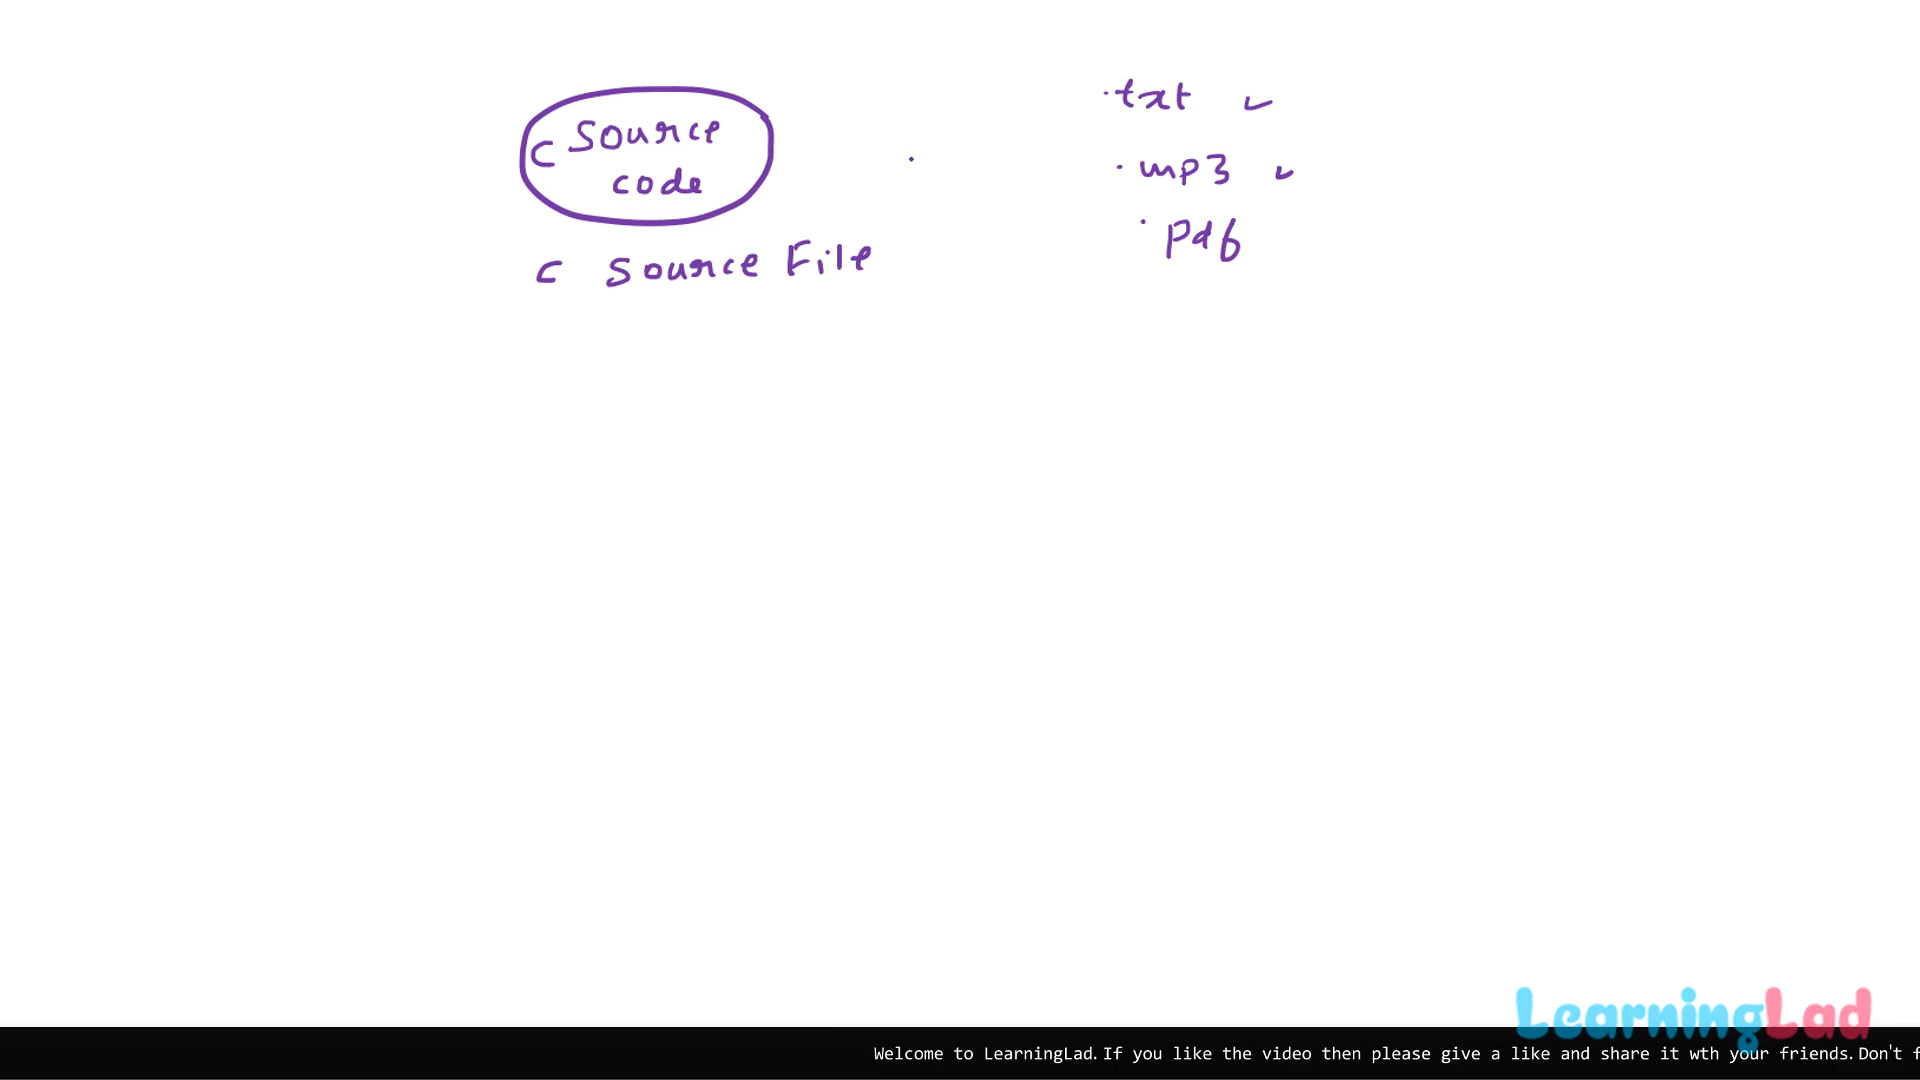 C Source
code
C Source File
.txt ✓
.mp3 ✓
.pdf
LearningLad
Welcome to LearningLad.If you like the video then please give a like and share it wth your friends.Don't f